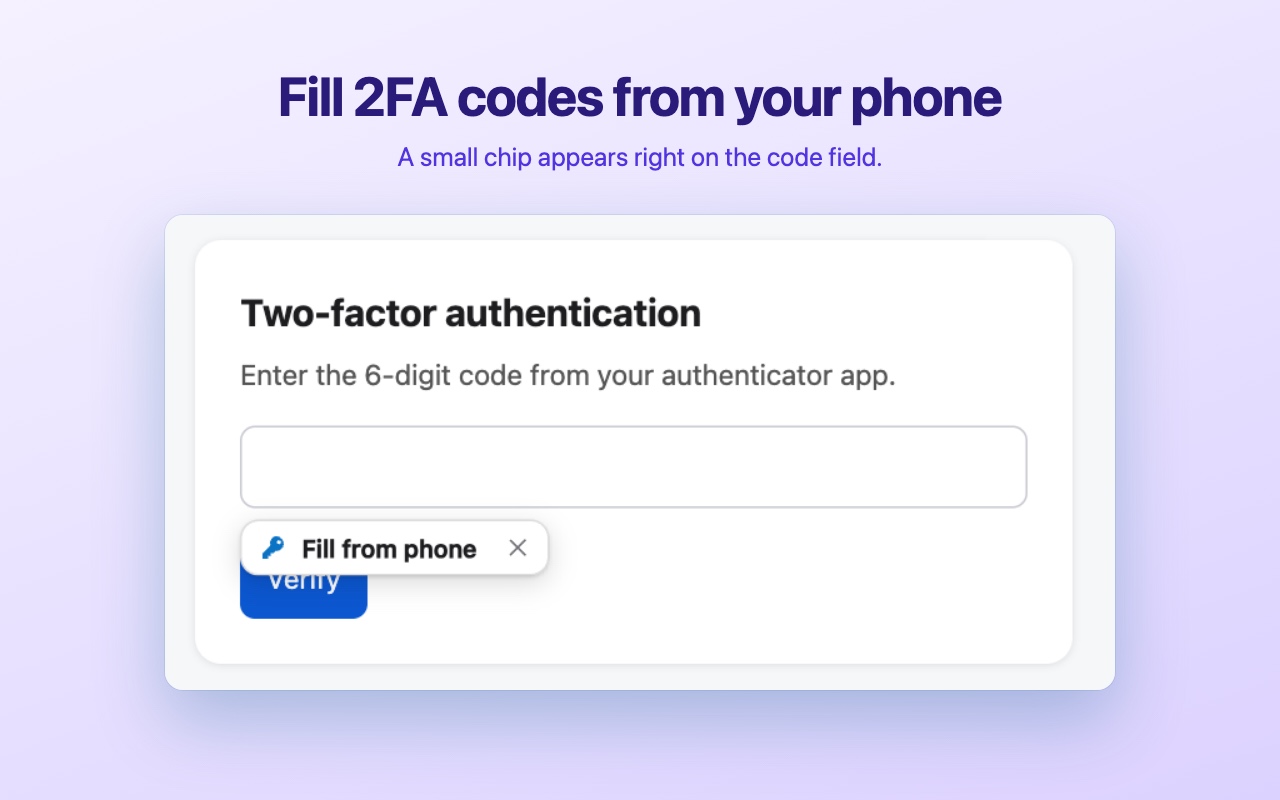 Fill 2FA codes from your phone
A small chip appears right on the code field.
Two-factor authentication
Enter the 6-digit code from your authenticator app.
Fill from phone
Verify